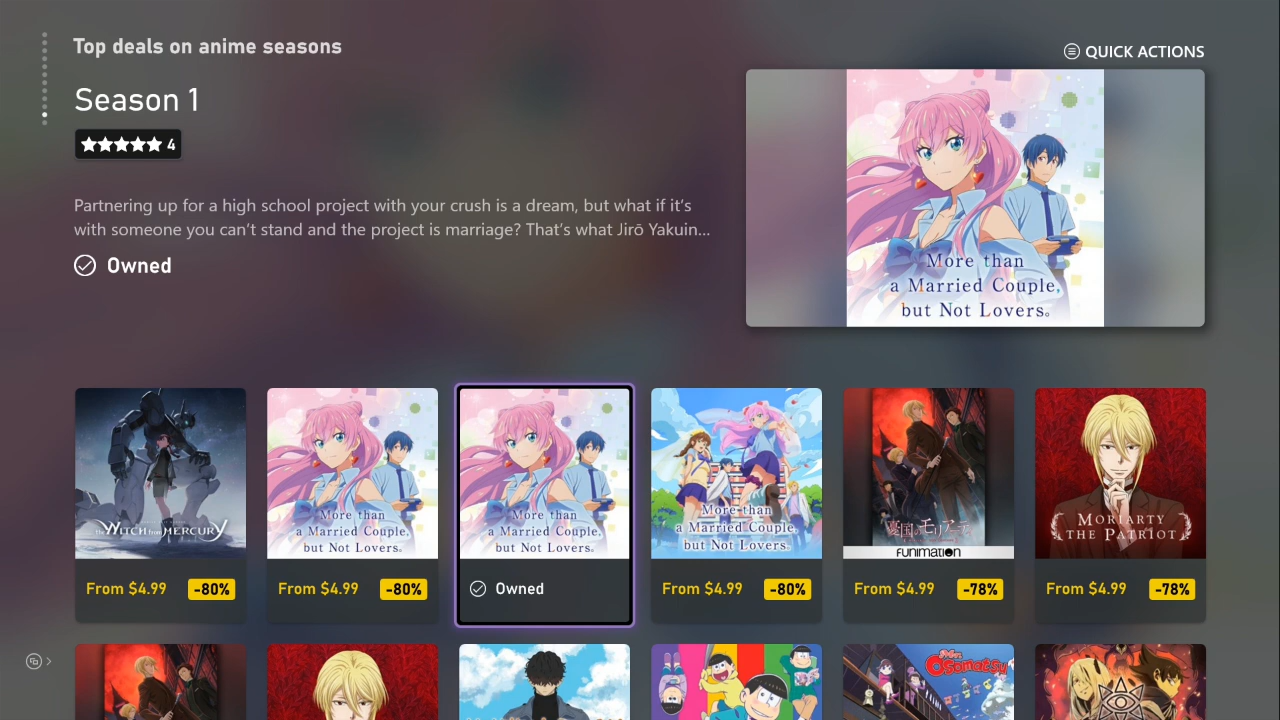 Top deals on anime seasons
QUICK ACTIONS
Season 1
4
Partnering up for a high school project with your crush is a dream, but what if it's
with someone you can't stand and the project is marriage? That's what Jirō Yakuin...
Owned
More than
a Married Couple,
but Not Lovers.
the WITCH from MERCURY
More than
a Married Couple,
but Not Lovers.
More than
a Married Couple,
but Not Lovers.
More than
a Married Couple,
but Not Lovers.
憂国のモリアーティ
FUNIMATION
MORIARTY
THE PATRIOT
From $4.99 -80%
From $4.99 -80%
Owned
From $4.99 -80%
From $4.99 -78%
From $4.99 -78%
Osomatsu